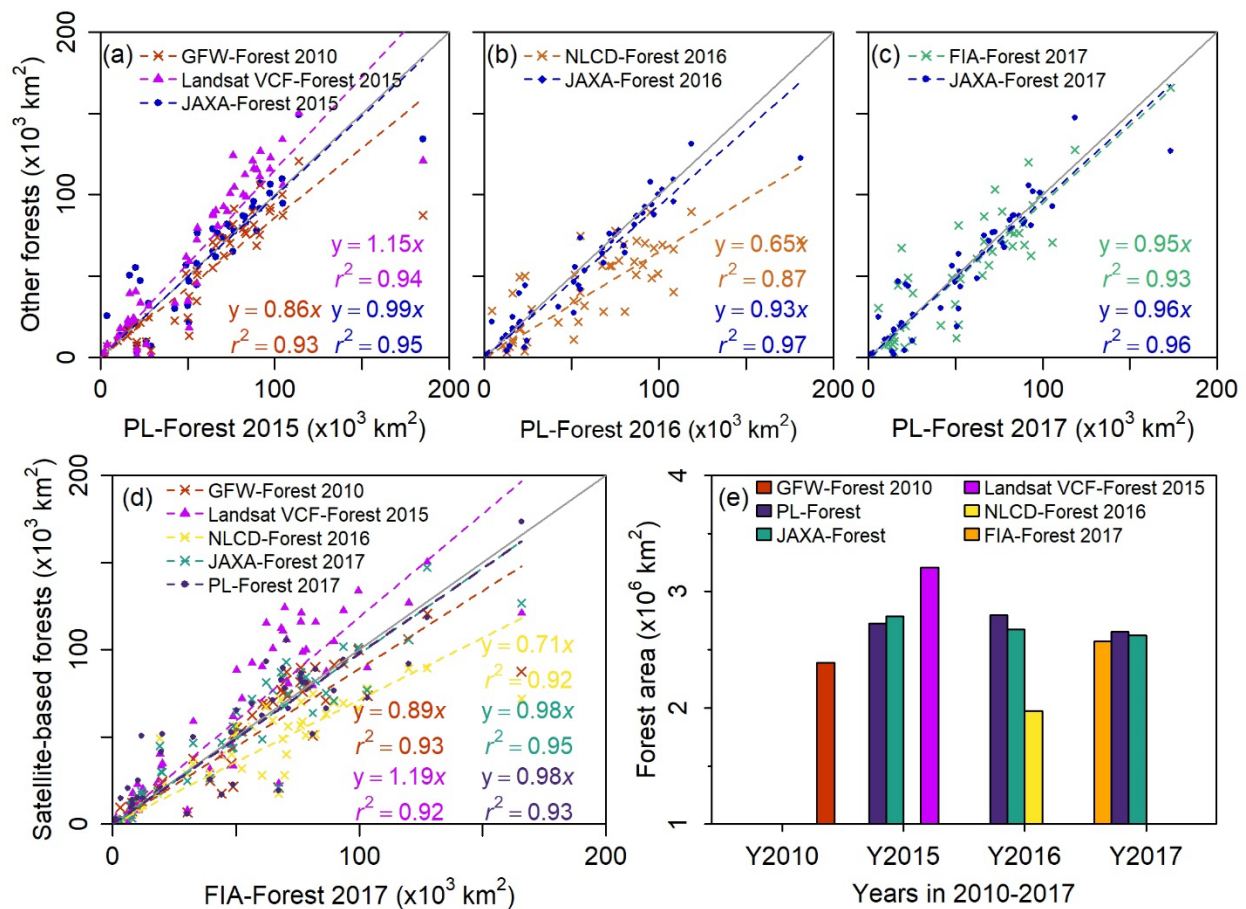 (a)
GFW-Forest 2010
Landsat VCF-Forest 2015
JAXA-Forest 2015
y = 1.15x
r² = 0.94
y = 0.86x
r² = 0.93
y = 0.99x
r² = 0.95
200
100
0
Other forests (x10³ km²)
0 100 200
PL-Forest 2015 (x10³ km²)
(b)
NLCD-Forest 2016
JAXA-Forest 2016
y = 0.65x
r² = 0.87
y = 0.93x
r² = 0.97
0 100 200
PL-Forest 2016 (x10³ km²)
(c)
FIA-Forest 2017
JAXA-Forest 2017
y = 0.95x
r² = 0.93
y = 0.96x
r² = 0.96
0 100 200
PL-Forest 2017 (x10³ km²)
(d)
GFW-Forest 2010
Landsat VCF-Forest 2015
NLCD-Forest 2016
JAXA-Forest 2017
PL-Forest 2017
y = 0.71x
r² = 0.92
y = 0.89x
r² = 0.93
y = 0.98x
r² = 0.95
y = 1.19x
r² = 0.92
y = 0.98x
r² = 0.93
200
100
0
Satellite-based forests (x10³ km²)
0 100 200
FIA-Forest 2017 (x10³ km²)
(e)
GFW-Forest 2010
PL-Forest
JAXA-Forest
Landsat VCF-Forest 2015
NLCD-Forest 2016
FIA-Forest 2017
4
3
2
1
Forest area (x10⁶ km²)
Y2010 Y2015 Y2016 Y2017
Years in 2010-2017